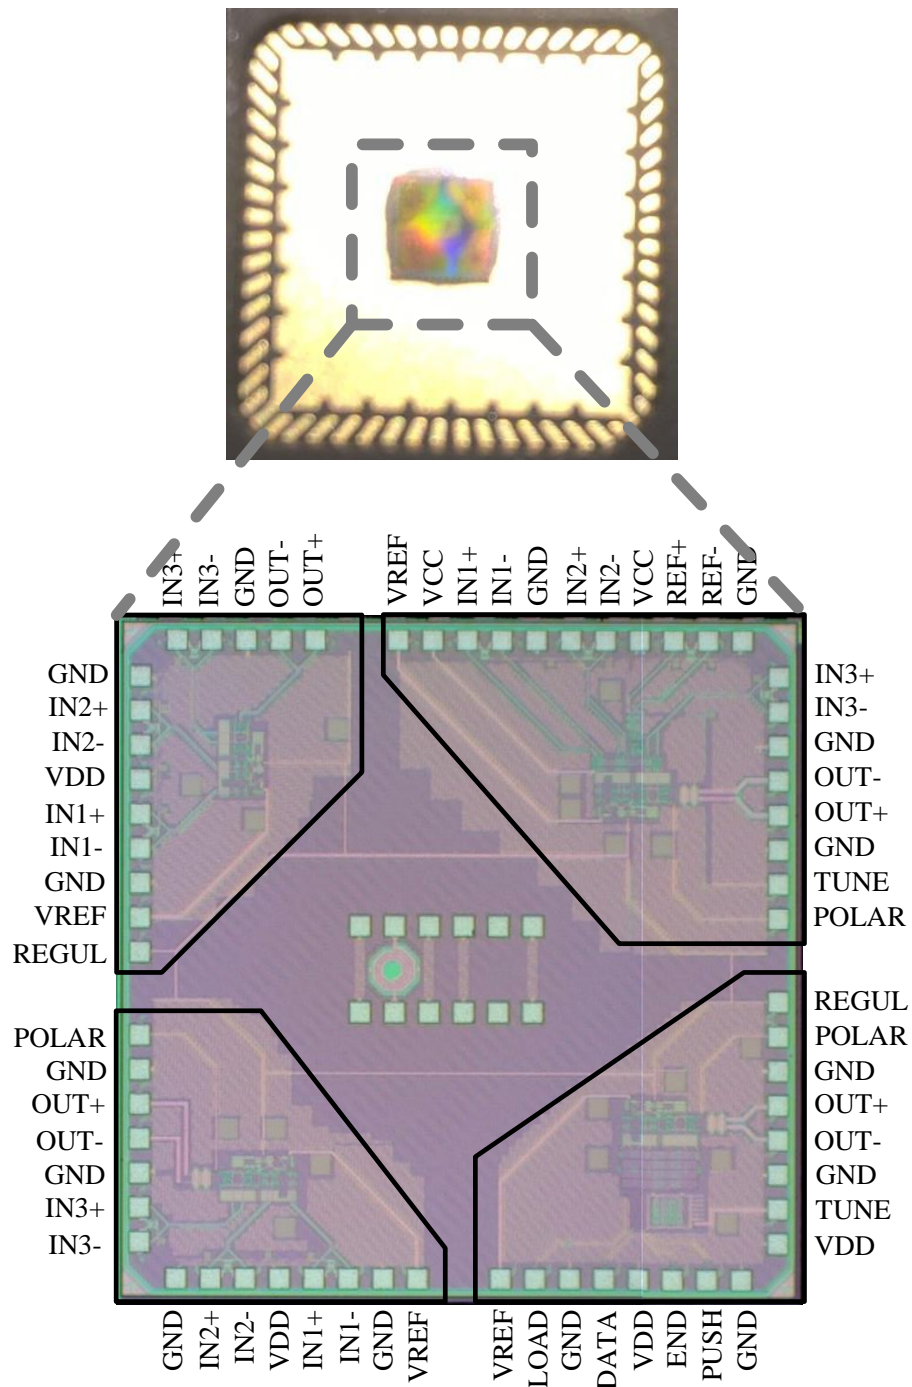 IN3+
IN3-
GND
OUT-
OUT+
VREF
VCC
IN1+
IN1-
GND
IN2+
IN2-
VCC
REF+
REF-
GND
GND
IN2+
IN2-
VDD
IN1+
IN1-
GND
VREF
REGUL
IN3+
IN3-
GND
OUT-
OUT+
GND
TUNE
POLAR
POLAR
GND
OUT+
OUT-
GND
IN3+
IN3-
REGUL
POLAR
GND
OUT+
OUT-
GND
TUNE
VDD
GND
IN2+
IN2-
VDD
IN1+
IN1-
GND
VREF
VREF
LOAD
GND
DATA
VDD
END
PUSH
GND